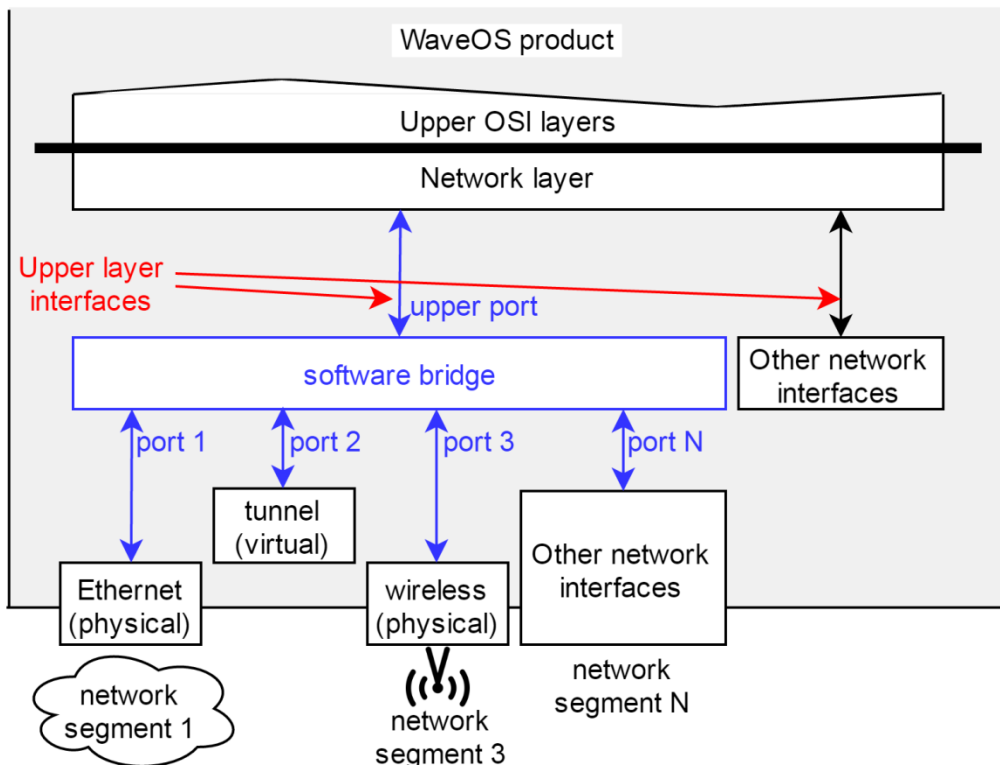 WaveOS product
Upper OSI layers
Network layer
Upper layer
interfaces
upper port
software bridge
Other network
interfaces
port 1
port 2
port 3
port N
tunnel
(virtual)
Ethernet
(physical)
wireless
(physical)
Other network
interfaces
network
segment 1
network
segment 3
network
segment N